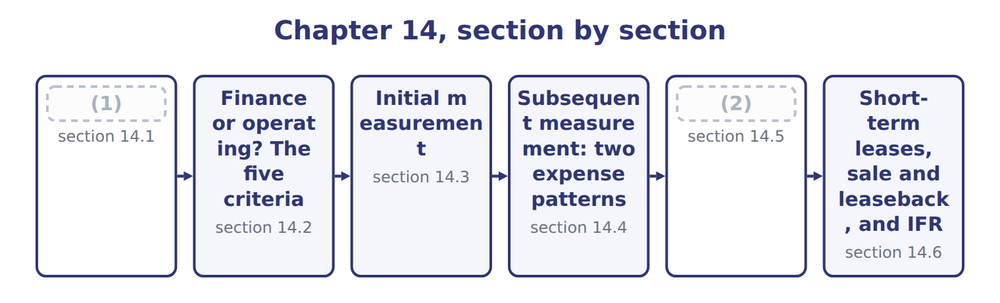 Chapter 14, section by section
(1)
section 14.1
Finance
or operat
ing? The
five
criteria
section 14.2
Initial m
easuremen
t
section 14.3
Subsequen
t measure
ment: two
expense
patterns
section 14.4
(2)
section 14.5
Short-
term
leases,
sale and
leaseback
, and IFR
section 14.6